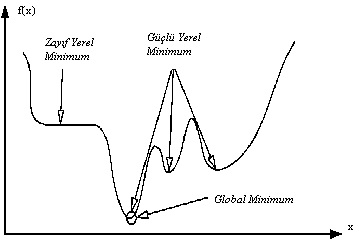 f(x)
Zayıf Yerel
Minimum
Güçlü Yerel
Minimum
Global Minimum
x